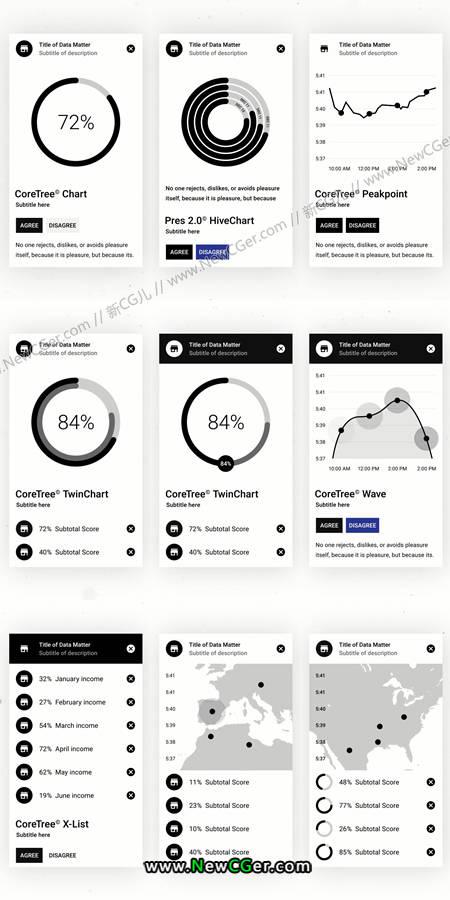 Title of Data Matter
Subtitle of description
72%
CoreTree© Chart
Subtitle here
AGREE
DISAGREE
No one rejects, dislikes, or avoids pleasure
itself, because it is pleasure, but because its.
No one rejects, dislikes, or avoids pleasure
itself, because it is pleasure, but because
Pres 2.0© HiveChart
Subtitle here
AGREE
DISAGREE
Title of Data Matter
Subtitle of description
5:41
5:41
5:40
5:39
5:38
5:37
10:00 AM
12:00 PM
2:00 PM
CoreTree© Peakpoint
Subtitle here
AGREE
DISAGREE
No one rejects, dislikes, or avoids pleasure
itself, because it is pleasure, but because its.
www.NewCGer.com // 新CG儿 // www.NewCGer.com // 新CG儿 // www.NewCGer.com
Title of Data Matter
Subtitle of description
84%
CoreTree© TwinChart
Subtitle here
72% Subtotal Score
40% Subtotal Score
Title of Data Matter
Subtitle of description
84%
84%
CoreTree© TwinChart
Subtitle here
72% Subtotal Score
40% Subtotal Score
Title of Data Matter
Subtitle of description
5:41
5:41
5:40
5:39
5:38
5:37
10:00 AM
12:00 PM
2:00 PM
2:00 PM
CoreTree© Wave
Subtitle here
AGREE
DISAGREE
No one rejects, dislikes, or avoids pleasure
itself, because it is pleasure, but because its.
Title of Data Matter
Subtitle of description
32% January income
27% February income
54% March income
72% April income
62% May income
19% June income
CoreTree© X-List
Subtitle here
AGREE
DISAGREE
Title of Data Matter
Subtitle of description
5:41
5:41
5:40
5:39
5:38
11% Subtotal Score
23% Subtotal Score
10% Subtotal Score
40% Subtotal Score
Title of Data Matter
Subtitle of description
5:41
5:41
5:40
5:39
5:38
48% Subtotal Score
77% Subtotal Score
26% Subtotal Score
85% Subtotal Score
www.NewCGer.com